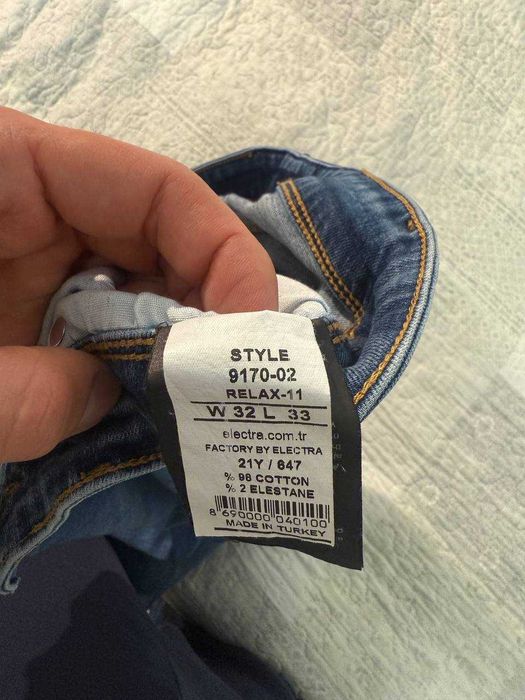 STYLE
9170-02
RELAX-11
W 32 L 33
electra.com.tr
FACTORY BY ELECTRA
21Y / 647
% 98 COTTON
% 2 ELESTANE
8 690000 040100
MADE IN TURKEY